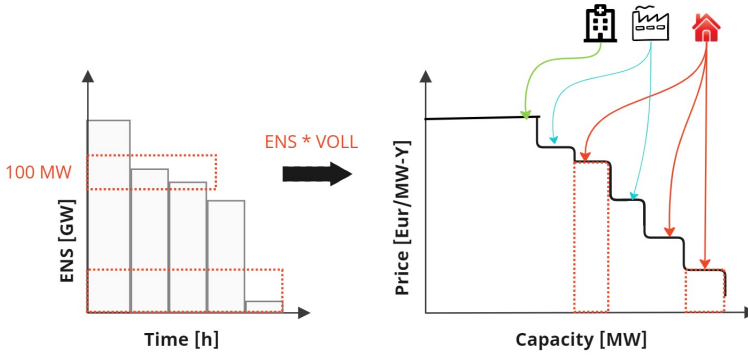 ENS * VOLL
100 MW
ENS [GW]
Time [h]
Price [Eur/MW-Y]
Capacity [MW]